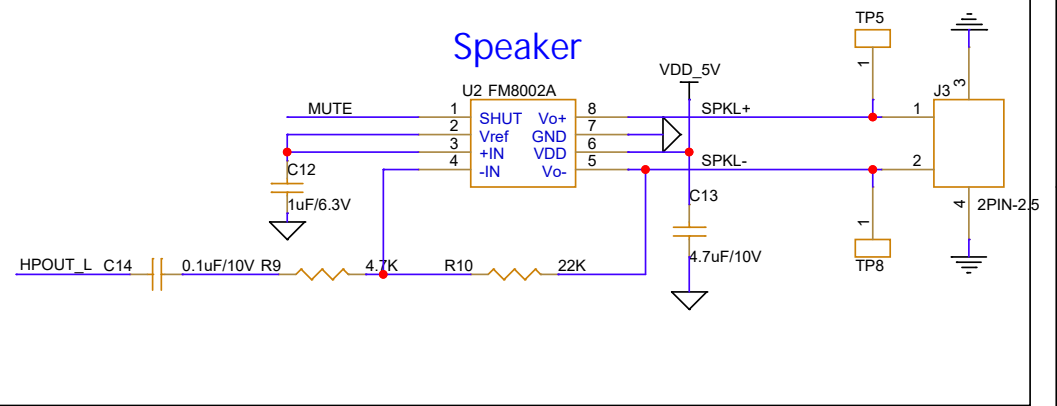 TP5
Speaker
1
VDD_5V
U2 FM8002A
J3
3
MUTE
1
SHUT
Vo+
8
SPKL+
1
2
Vref
GND
7
3
+IN
VDD
6
4
-IN
Vo-
5
SPKL-
2
C12
C13
1uF/6.3V
4
2PIN-2.5
1
HPOUT_L
C14
0.1uF/10V
R9
4.7K
R10
22K
4.7uF/10V
TP8